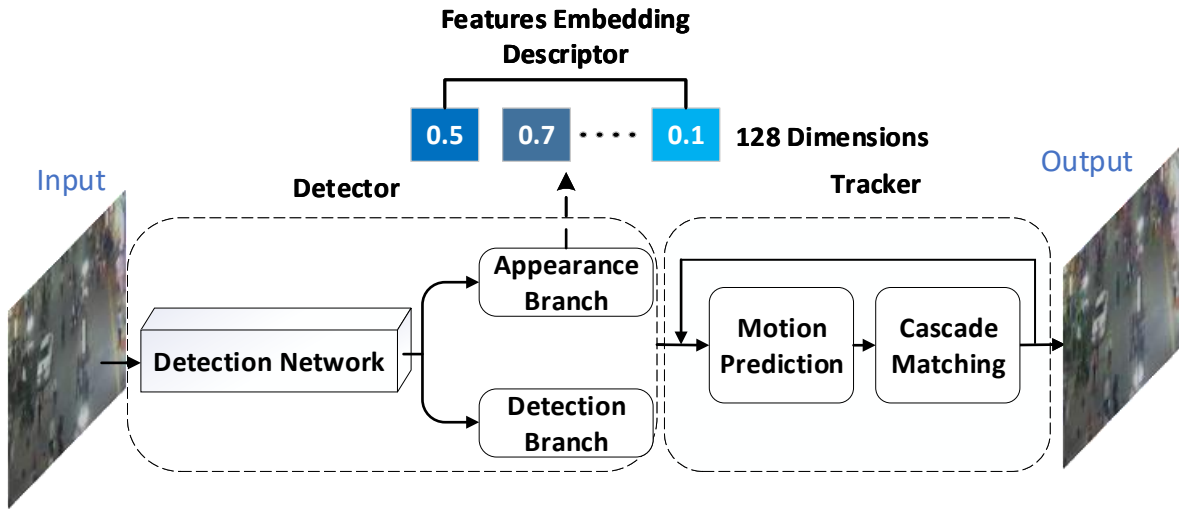 Features Embedding
Descriptor
0.5
0.7
0.1
128 Dimensions
Input
Detector
Tracker
Output
Appearance
Branch
Detection Network
Motion
Prediction
Cascade
Matching
Detection
Branch